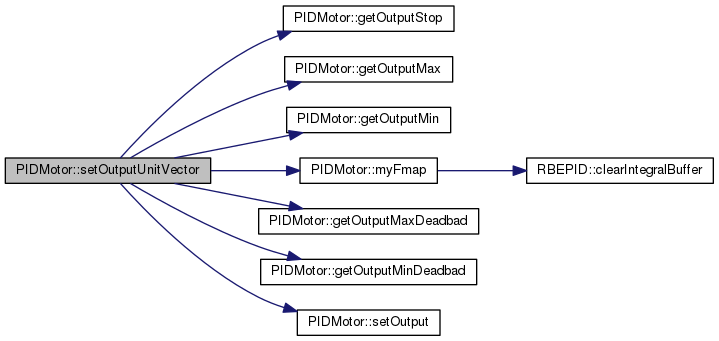 PIDMotor::getOutputStop
PIDMotor::getOutputMax
PIDMotor::getOutputMin
PIDMotor::setOutputUnitVector
PIDMotor::myFmap
RBEPID::clearIntegralBuffer
PIDMotor::getOutputMaxDeadbad
PIDMotor::getOutputMinDeadbad
PIDMotor::setOutput